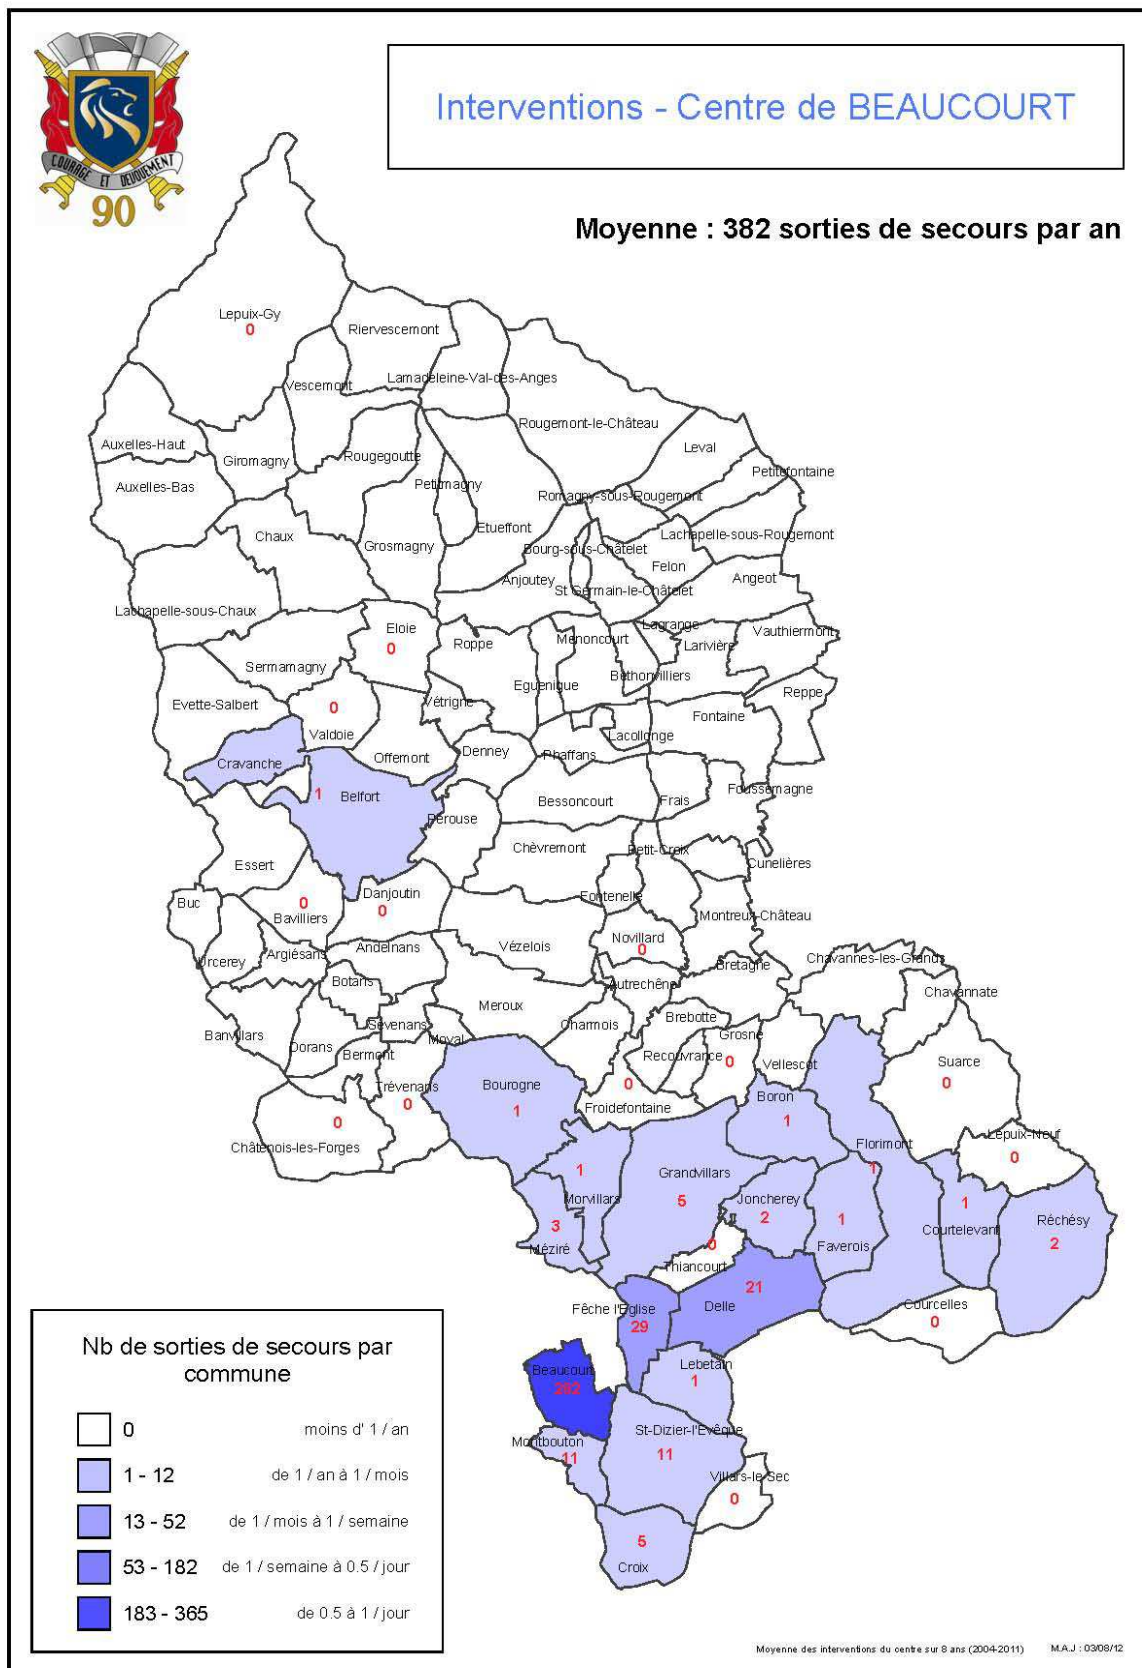 COURAGE ET DEVOUEMENT
90
Interventions - Centre de BEAUCOURT
Moyenne : 382 sorties de secours par an
Lepuix-Gy
0
Riervescemont
Vescemont
Lamadeleine-Val-des-Anges
Rougemont-le-Château
Auxelles-Haut
Giromagny
Rougegoutte
Leval
Petitefontaine
Auxelles-Bas
Petitmagny
Romagny-sous-Rougemont
Chaux
Etueffont
Lachapelle-sous-Rougemont
Grosmagny
Bourg-sous-Châtelet
Felon
Anjoutey
St Germain-le-Châtelet
Angeot
Lachapelle-sous-Chaux
Eloie
0
Roppe
Menoncourt
Lagrange
Larivière
Vauthiermont
Sermamagny
Eguenigue
Bethonvilliers
Reppe
Evette-Salbert
0
Valdoie
Vétrigne
Fontaine
Offemont
Denney
Phaffans
Lacollonge
Cravanche
1
Belfort
Bessoncourt
Frais
Foussemagne
Perouse
Chèvremont
Petit-Croix
Cunelières
Essert
Danjoutin
0
Fontenelle
Buc
0
Bavilliers
Montreux-Château
Novillard
0
Vézelois
Urcerey
Argiésans
Andelnans
Bretagne
Chavannes-les-Grands
Botans
Autrechêne
Chavannate
Meroux
Banvillars
Sévenans
Charmois
Brebotte
Dorans
Bermont
Moval
Grosne
0
Recouvrance
Vellescot
Suarce
0
Trévenans
0
Bourogne
1
0
Froidefontaine
Boron
1
0
Châtenois-les-Forges
Florimont
1
Lepuix-Neuf
0
1
Morvillars
Grandvillars
5
Joncherey
2
1
Faverois
1
Courtelevant
Réchésy
2
3
Méziré
0
Thiancourt
21
Delle
Fêche l'Eglise
29
Courcelles
0
Beaucourt
282
Lebetain
1
Montbouton
11
St-Dizier-l'Evêque
11
Villars-le-Sec
0
5
Croix
Nb de sorties de secours par
commune
0 moins d' 1 / an
1 - 12 de 1 / an à 1 / mois
13 - 52 de 1 / mois à 1 / semaine
53 - 182 de 1 / semaine à 0.5 / jour
183 - 365 de 0.5 à 1 / jour
Moyenne des interventions du centre sur 8 ans (2004-2011) M.A.J : 03/08/12